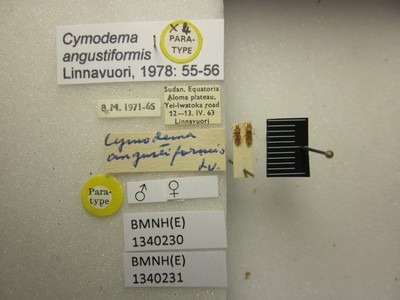 Cymodema
angustiformis
Linnavuori, 1978: 55-56
x4
PARA-
TYPE
Sudan. Equatoria
Aloma plateau,
Yei-Iwatoka road
12—13. IV. 63
Linnavuori
B.M. 1971-65
Cymodema
angustiformis
Lv.
Para-
type
♂ ♀
BMNH(E)
1340230
BMNH(E)
1340231